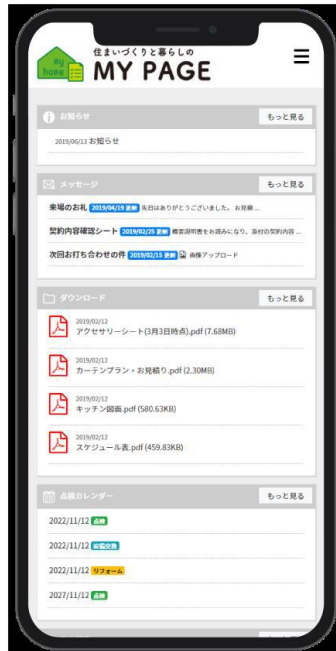 my
home
住まいづくりと暮らしの
MY PAGE
お知らせ
もっと見る
2019/06/13 お知らせ
メッセージ
もっと見る
来場のお礼 2019/04/19 更新 先日はありがとうございました。 お見積 ...
契約内容確認シート 2019/02/25 更新 概要説明書をお読みになり、添付の契約内容 ...
次回お打ち合わせの件 2019/02/15 更新 画像アップロード
ダウンロード
もっと見る
2019/02/12
アクセサリーシート(3月3日時点).pdf (7.68MB)
2019/02/12
カーテンプラン・お見積り.pdf (2.30MB)
2019/02/12
キッチン図面.pdf (580.63KB)
2019/02/12
スケジュール表.pdf (459.83KB)
点検カレンダー
もっと見る
2022/11/12 点検
2022/11/12 設備交換
2022/11/12 リフォーム
2027/11/12 点検